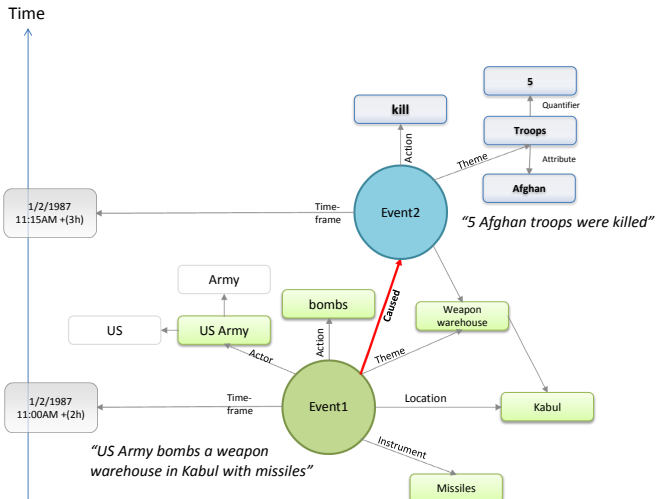 Time
5
Quantifier
kill
Troops
Action
Theme
Attribute
Afghan
1/2/1987
11:15AM +(3h)
Time-
frame
Event2
"5 Afghan troops were killed"
Army
bombs
US
US Army
Caused
Weapon
warehouse
Actor
Action
Theme
1/2/1987
11:00AM +(2h)
Time-
frame
Event1
Location
Kabul
"US Army bombs a weapon
warehouse in Kabul with missiles"
Instrument
Missiles